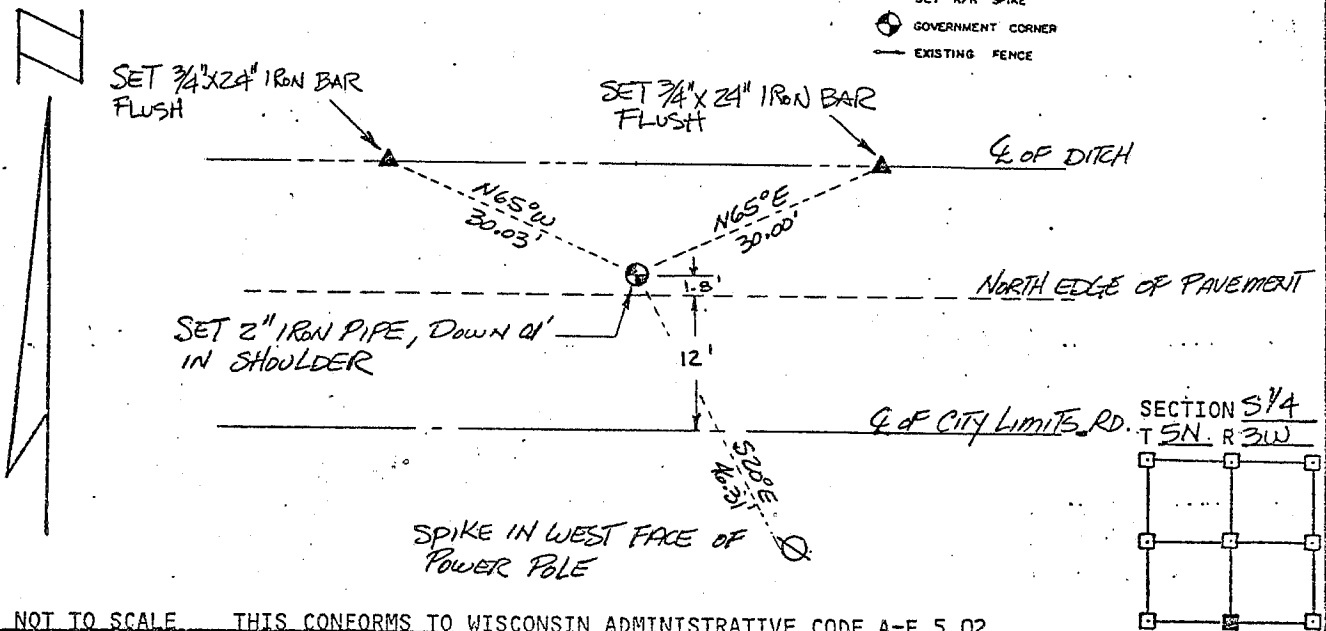 GOVERNMENT CORNER
EXISTING FENCE
SET 3/4"X24" IRON BAR
FLUSH
SET 3/4"X 24" IRON BAR
FLUSH
℄ OF DITCH
N65°W
30.03'
N65°E
30.00'
1.8'
NORTH EDGE OF PAVEMENT
SET 2" IRON PIPE, DOWN 01'
IN SHOULDER
12'
℄ OF CITY LIMITS RD.
SECTION S 1/4
T 5N. R 3W
S20°E
46.31'
SPIKE IN WEST FACE OF
POWER POLE
NOT TO SCALE THIS CONFORMS TO WISCONSIN ADMINISTRATIVE CODE A-E 5.02